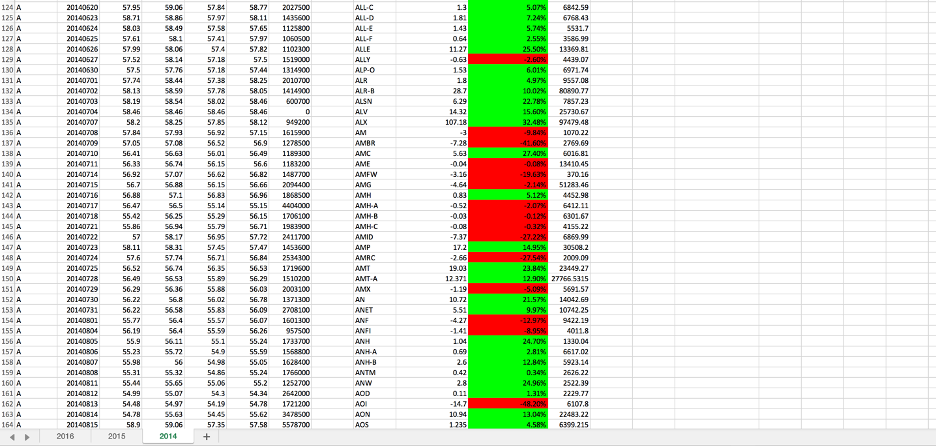 124 A 20140620 57.95 59.06 57.84 58.77 2027500 ALL-C 1.3 5.07% 6842.59
125 A 20140623 58.71 58.86 57.97 58.11 1435600 ALL-D 1.81 7.24% 6768.43
126 A 20140624 58.03 58.49 57.58 57.65 1125800 ALL-E 1.43 5.74% 5531.7
127 A 20140625 57.61 58.1 57.41 57.97 1060500 ALL-F 0.64 2.55% 3586.99
128 A 20140626 57.99 58.06 57.4 57.82 1102300 ALLE 11.27 25.50% 13369.81
129 A 20140627 57.52 58.14 57.18 57.5 1519000 ALLY -0.63 -2.60% 4439.07
130 A 20140630 57.5 57.76 57.18 57.44 1314900 ALP-O 1.53 6.01% 6971.74
131 A 20140701 57.74 58.44 57.38 58.25 2010700 ALR 1.8 4.97% 9557.08
132 A 20140702 58.13 58.59 57.78 58.05 1414900 ALR-B 28.7 10.02% 80890.77
133 A 20140703 58.19 58.54 58.02 58.46 600700 ALSN 6.29 22.78% 7857.23
134 A 20140704 58.46 58.46 58.46 58.46 0 ALV 14.32 15.60% 25730.67
135 A 20140707 58.2 58.25 57.85 58.12 949200 ALX 107.18 32.48% 97479.48
136 A 20140708 57.84 57.93 56.92 57.15 1615900 AM -3 -9.84% 1070.22
137 A 20140709 57.05 57.08 56.52 56.9 1278500 AMBR -7.28 -41.60% 2769.69
138 A 20140710 56.41 56.63 56.01 56.49 1189300 AMC 5.63 27.40% 6016.81
139 A 20140711 56.33 56.74 56.15 56.6 1183200 AME -0.04 -0.08% 13410.45
140 A 20140714 56.92 57.07 56.62 56.82 1487700 AMFW -3.16 -19.63% 370.16
141 A 20140715 56.7 56.88 56.15 56.66 2094400 AMG -4.64 -2.14% 51283.46
142 A 20140716 56.88 57.1 56.83 56.96 1868500 AMH 0.83 5.12% 4452.98
143 A 20140717 56.47 56.5 55.14 55.15 4404000 AMH-A -0.52 -2.07% 6412.11
144 A 20140718 55.42 56.25 55.29 56.15 1706100 AMH-B -0.03 -0.12% 6301.67
145 A 20140721 55.86 56.94 55.79 56.71 1983900 AMH-C -0.08 -0.32% 4155.22
146 A 20140722 57 58.17 56.95 57.72 2411700 AMID -7.37 -27.22% 6869.99
147 A 20140723 58.11 58.31 57.45 57.47 1453600 AMP 17.2 14.95% 30508.2
148 A 20140724 57.6 57.74 56.71 56.84 2534300 AMRC -2.66 -27.54% 2009.09
149 A 20140725 56.52 56.74 56.35 56.53 1719600 AMT 19.03 23.84% 23449.27
150 A 20140728 56.49 56.53 55.89 56.29 1510200 AMT-A 12.371 12.90% 27766.5315
151 A 20140729 56.29 56.36 55.88 56.03 2003100 AMX -1.19 5691.57
152 A 20140730 56.22 56.8 56.02 56.78 1371300 AN 10.72 21.57% 14042.69
153 A 20140731 56.22 56.58 55.83 56.09 2708100 ANET 5.51 9.97% 10742.25
154 A 20140801 55.77 56.4 55.57 56.07 1601300 ANF -4.27 -12.97% 9422.19
155 A 20140804 56.19 56.4 55.59 56.26 957500 ANFI -1.41 4011.8
156 A 20140805 55.9 56.11 55.1 55.24 1733700 ANH 1.04 24.70% 1330.04
157 A 20140806 55.23 55.72 54.9 55.59 1568800 ANH-A 0.69 2.81% 6617.02
158 A 20140807 55.98 56 54.98 55.05 1628400 ANH-B 2.6 12.84% 5923.14
159 A 20140808 55.31 55.32 54.86 55.24 1766000 ANTM 0.42 0.34% 2626.22
160 A 20140811 55.44 55.65 55.06 55.2 1252700 ANW 2.8 24.96% 2522.39
161 A 20140812 54.99 55.07 54.3 54.34 2642000 AOD 0.11 1.31% 2229.77
162 A 20140813 54.48 54.97 54.19 54.78 1721200 AOI -14.7 -48.20% 6107.8
163 A 20140814 54.78 55.63 54.45 55.62 3478500 AON 10.94 13.04% 22483.22
164 A 20140815 58.9 59.06 57.35 57.58 5578700 AOS 1.235 4.58% 6399.215
2016 2015 2014 +